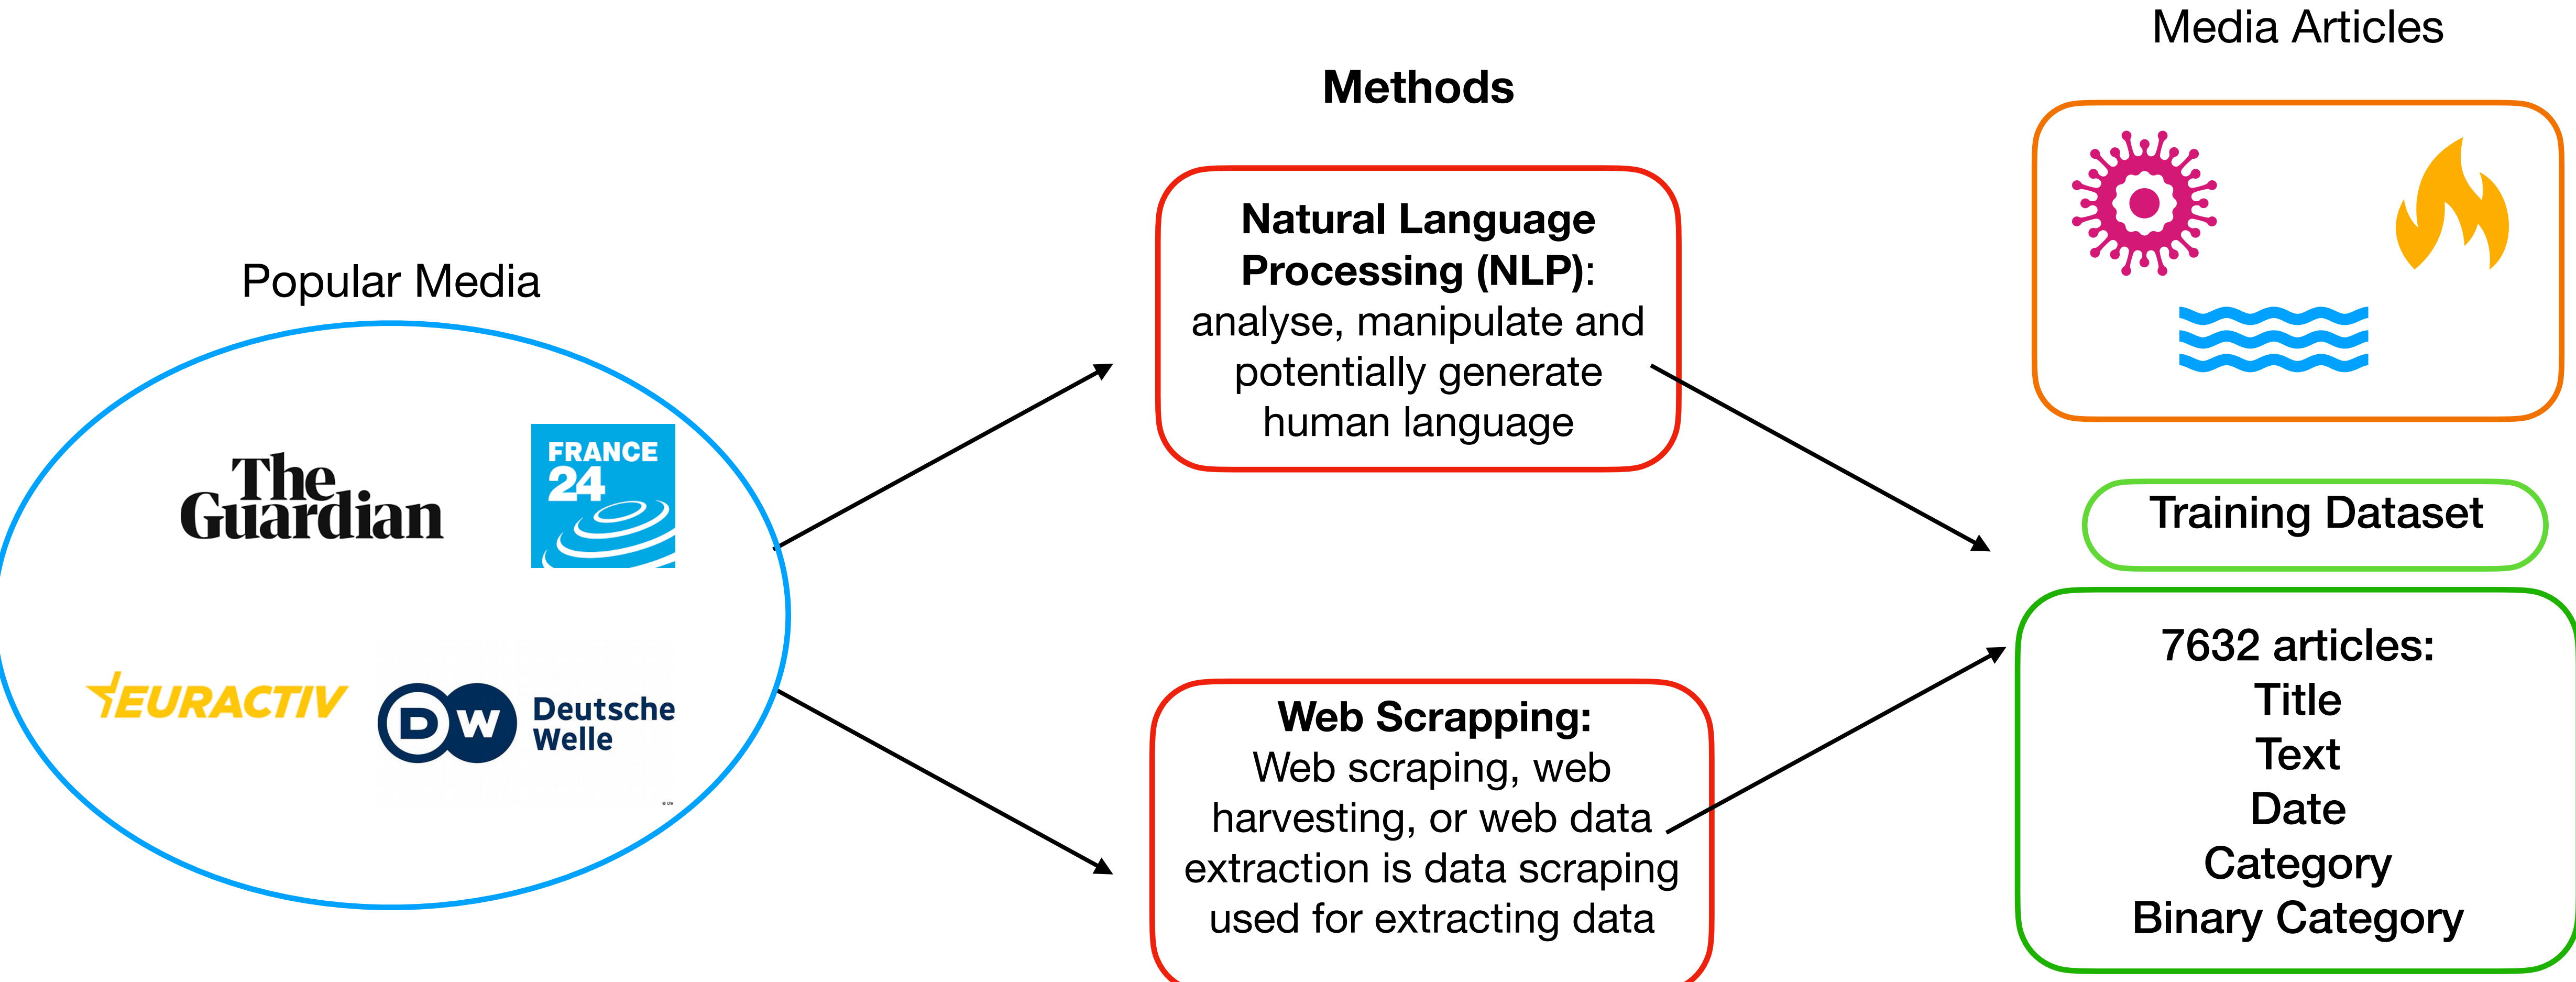 Media Articles
Methods
Natural Language
Processing (NLP):
analyse, manipulate and
potentially generate
human language
Popular Media
The
Guardian
FRANCE
24
EURACTIV
DW Deutsche
Welle
© DW
Web Scrapping:
Web scraping, web
harvesting, or web data
extraction is data scraping
used for extracting data
Training Dataset
7632 articles:
Title
Text
Date
Category
Binary Category